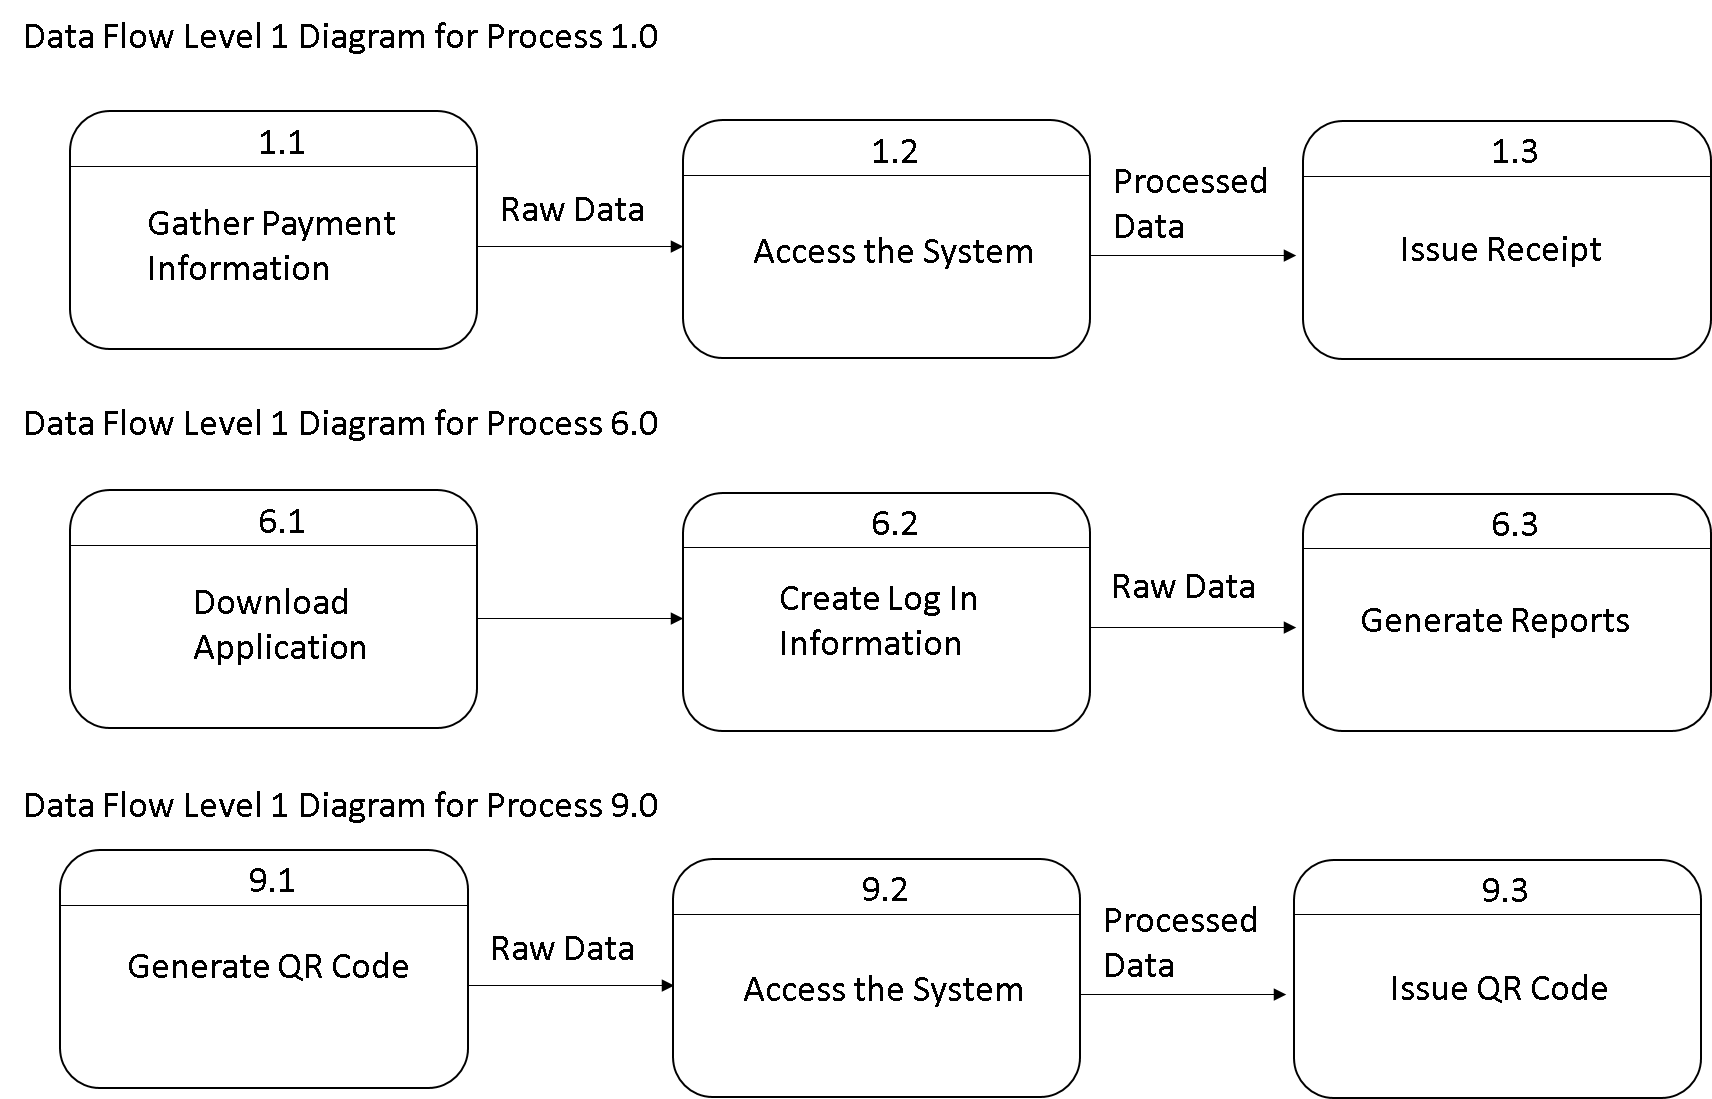 Data Flow Level 1 Diagram for Process 1.0
1.1
Gather Payment
Information
Raw Data
1.2
Access the System
Processed
Data
1.3
Issue Receipt
Data Flow Level 1 Diagram for Process 6.0
6.1
Download
Application
6.2
Create Log In
Information
Raw Data
6.3
Generate Reports
Data Flow Level 1 Diagram for Process 9.0
9.1
Generate QR Code
Raw Data
9.2
Access the System
Processed
Data
9.3
Issue QR Code